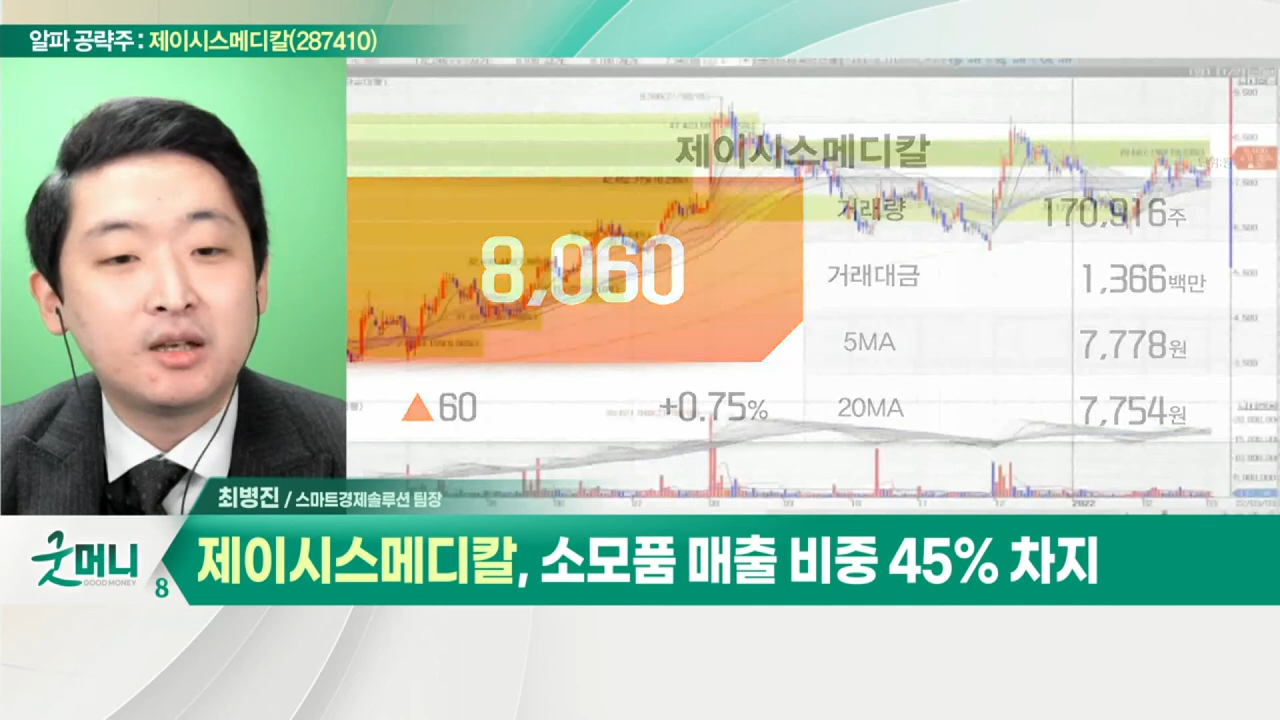 알파 공략주 : 제이시스메디칼(287410)
제이시스메디칼
8,060
▲60 +0.75%
거래량 170,916주
거래대금 1,366백만
5MA 7,778원
20MA 7,754원
최병진 / 스마트경제솔루션 팀장
굿머니
GOOD MONEY
8
제이시스메디칼, 소모품 매출 비중 45% 차지